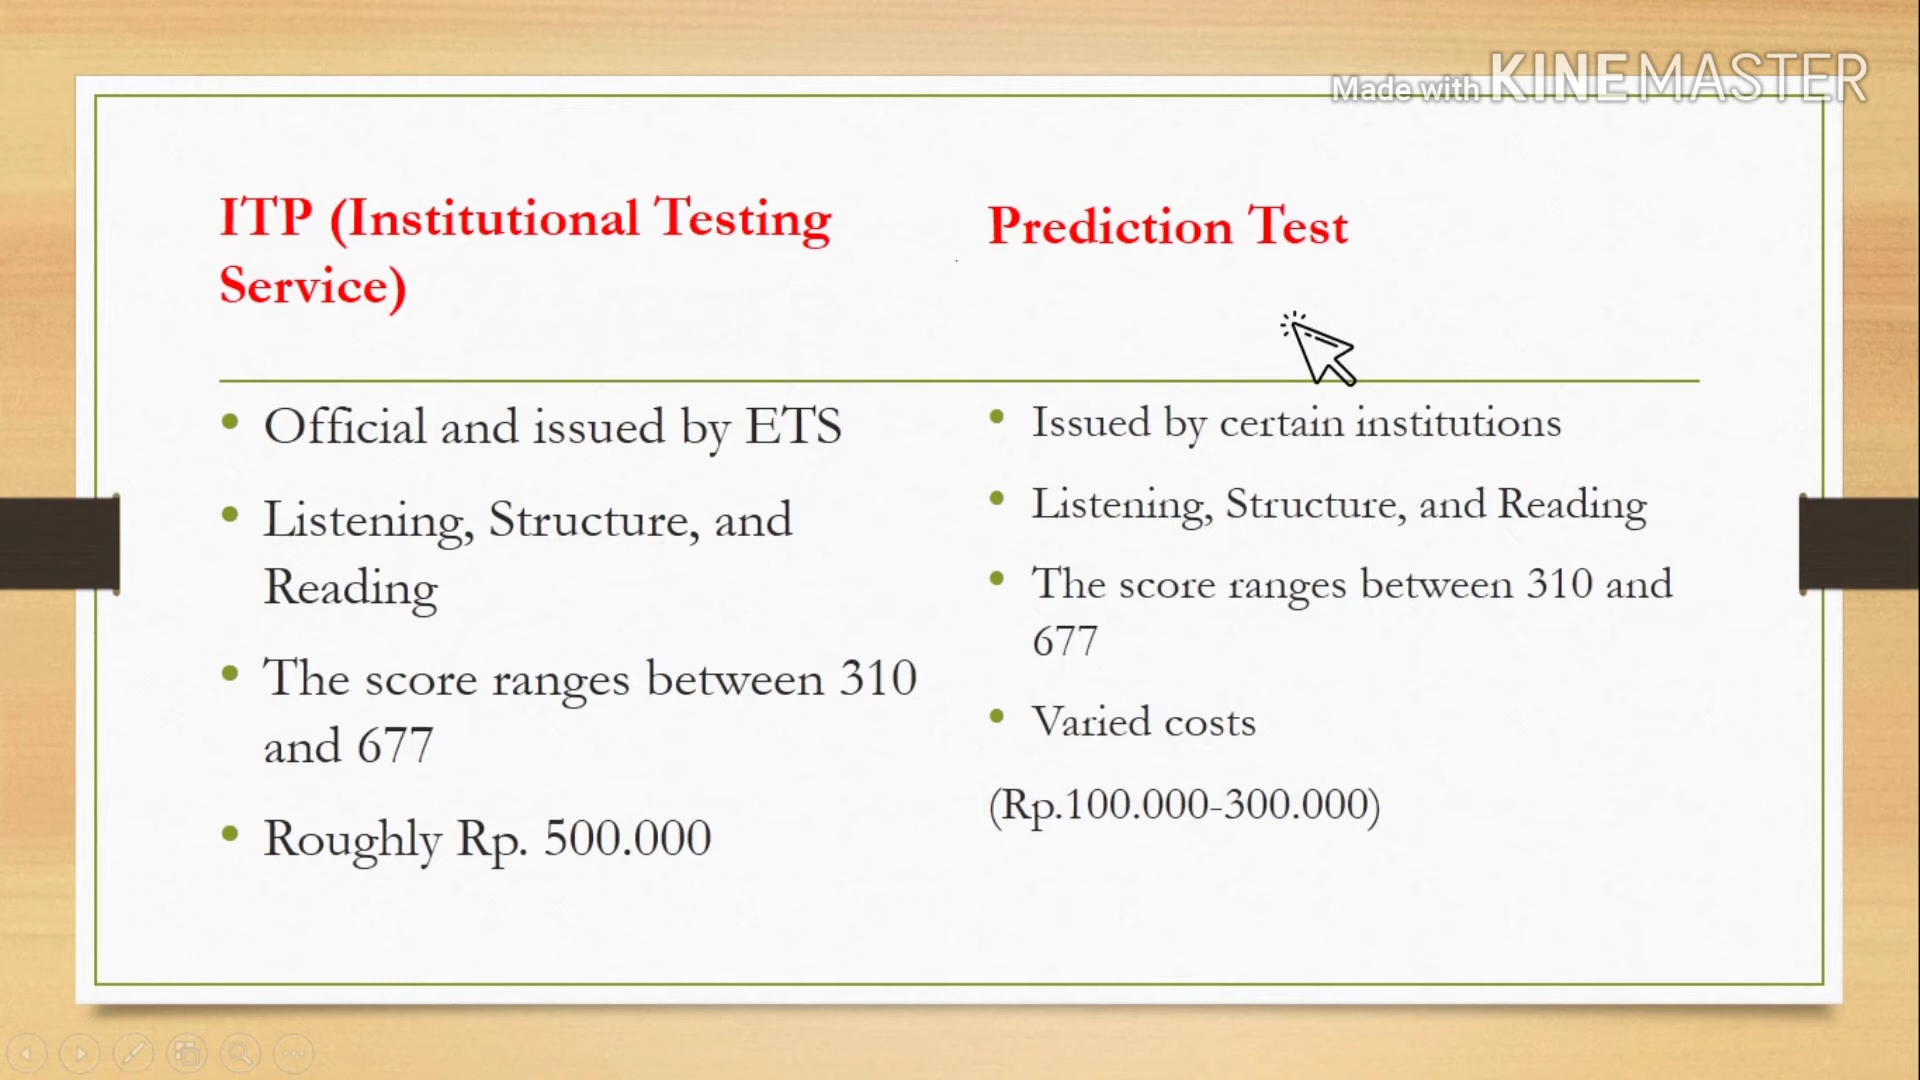 Made with KINEMASTER
ITP (Institutional Testing
Service)
• Official and issued by ETS
• Listening, Structure, and
Reading
• The score ranges between 310
and 677
• Roughly Rp. 500.000
Prediction Test
• Issued by certain institutions
• Listening, Structure, and Reading
• The score ranges between 310 and
677
• Varied costs
(Rp.100.000-300.000)